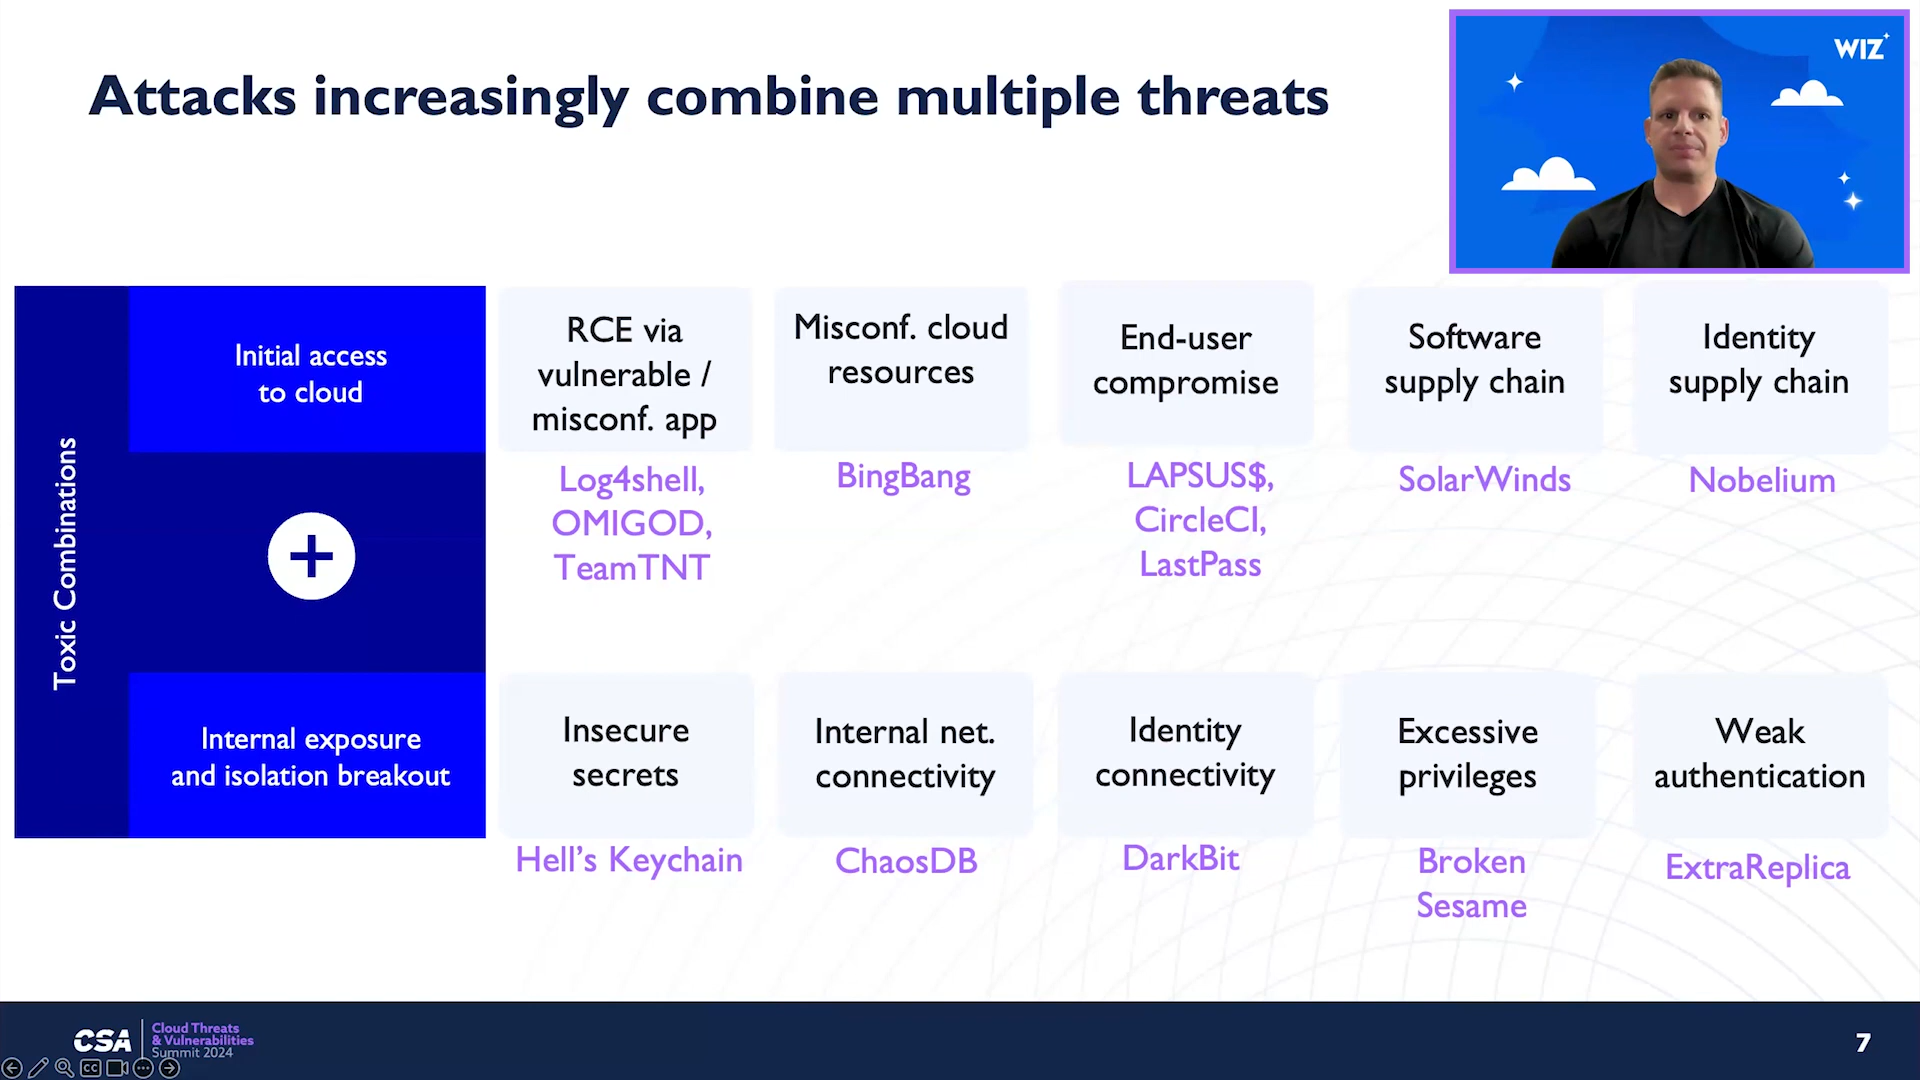 Attacks increasingly combine multiple threats
WIZ
Toxic Combinations
Initial access
to cloud
RCE via
vulnerable /
misconf. app
Log4shell,
OMIGOD,
TeamTNT
Misconf. cloud
resources
BingBang
End-user
compromise
LAPSUS$,
CircleCI,
LastPass
Software
supply chain
SolarWinds
Identity
supply chain
Nobelium
+
Internal exposure
and isolation breakout
Insecure
secrets
Hell's Keychain
Internal net.
connectivity
ChaosDB
Identity
connectivity
DarkBit
Excessive
privileges
Broken
Sesame
Weak
authentication
ExtraReplica
CSA
Cloud Threats
& Vulnerabilities
Summit 2024
CC
7